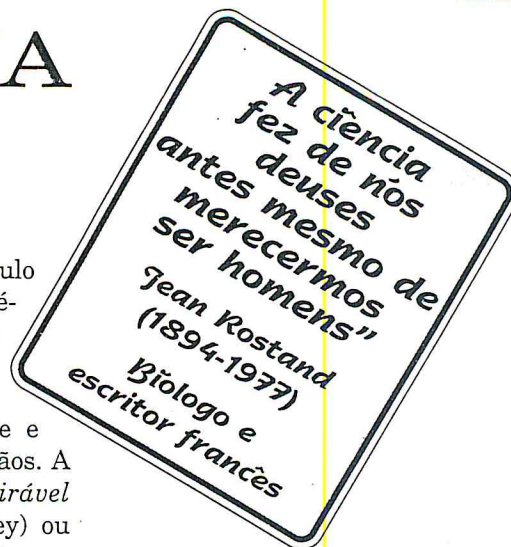 A
A ciência
fez de nós
deuses
antes mesmo de
merecermos
ser homens”
Jean Rostand
(1894-1977)
Biologo e
escritor francês
ulo
é-
e e
ãos. A
irável
ey) ou